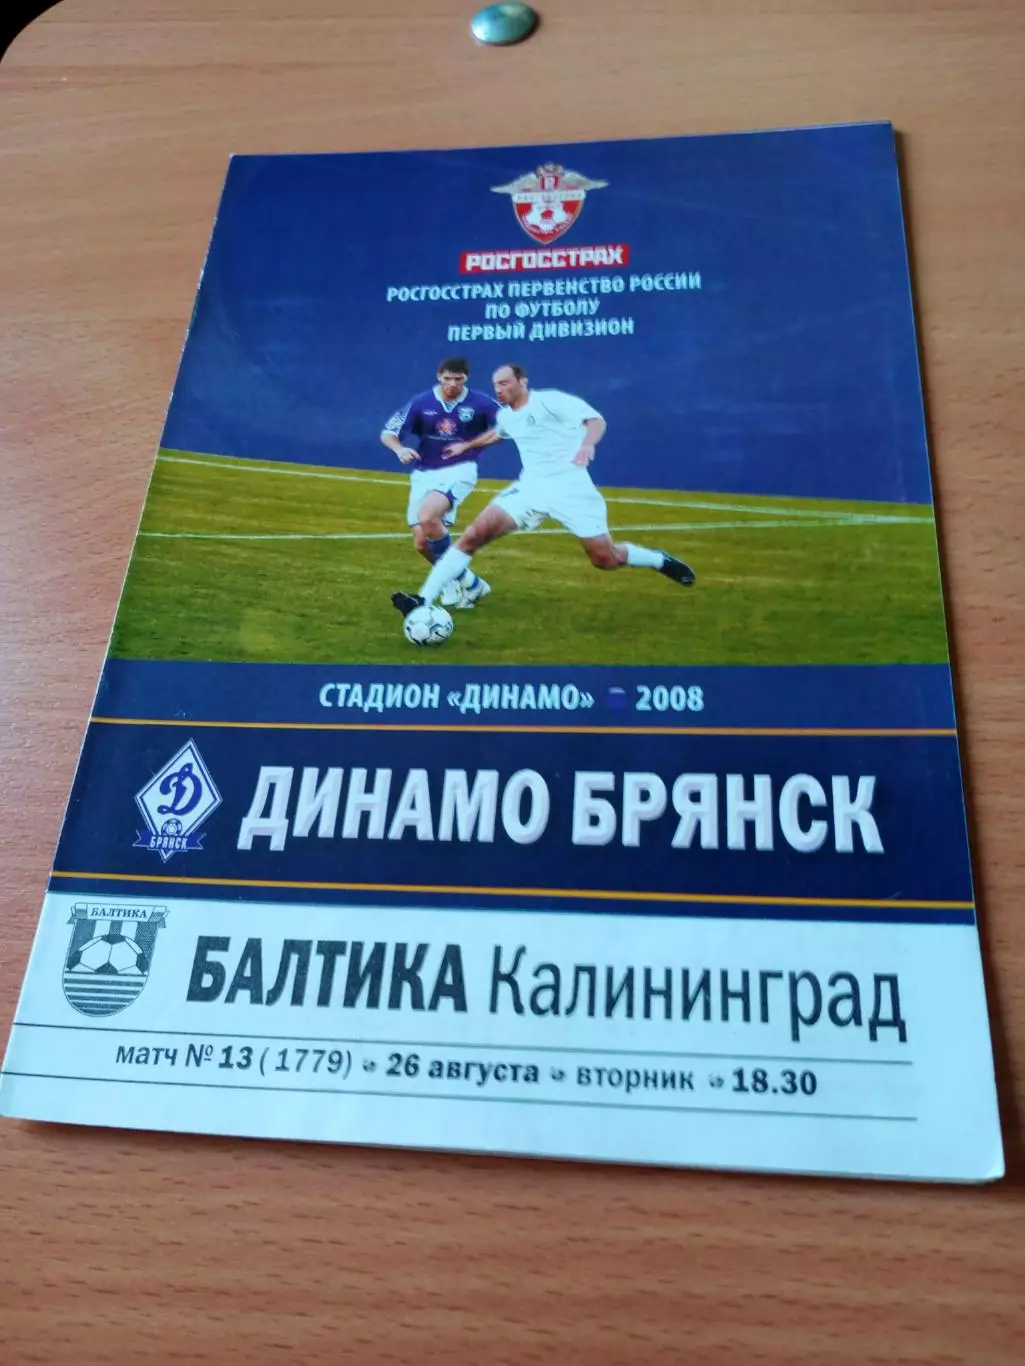 РОСГОССТРАХ
РОСГОССТРАХ ПЕРВЕНСТВО РОССИИ
ПО ФУТБОЛУ
ПЕРВЫЙ ДИВИЗИОН
СТАДИОН «ДИНАМО» 2008
Д
БРЯНСК
ДИНАМО БРЯНСК
БАЛТИКА
БАЛТИКА Калининград
матч № 13 (1779) 26 августа вторник 18.30